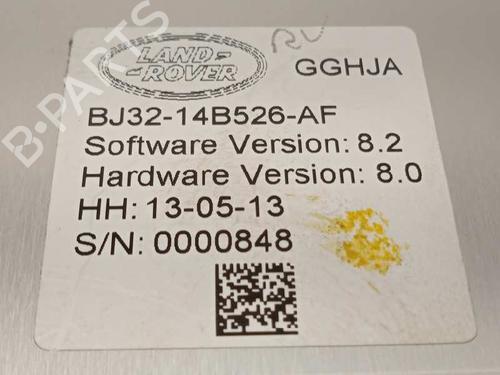 LAND-
-ROVER
GGHJA
BJ32-14B526-AF
Software Version: 8.2
Hardware Version: 8.0
HH: 13-05-13
S/N: 0000848
B-PARTS